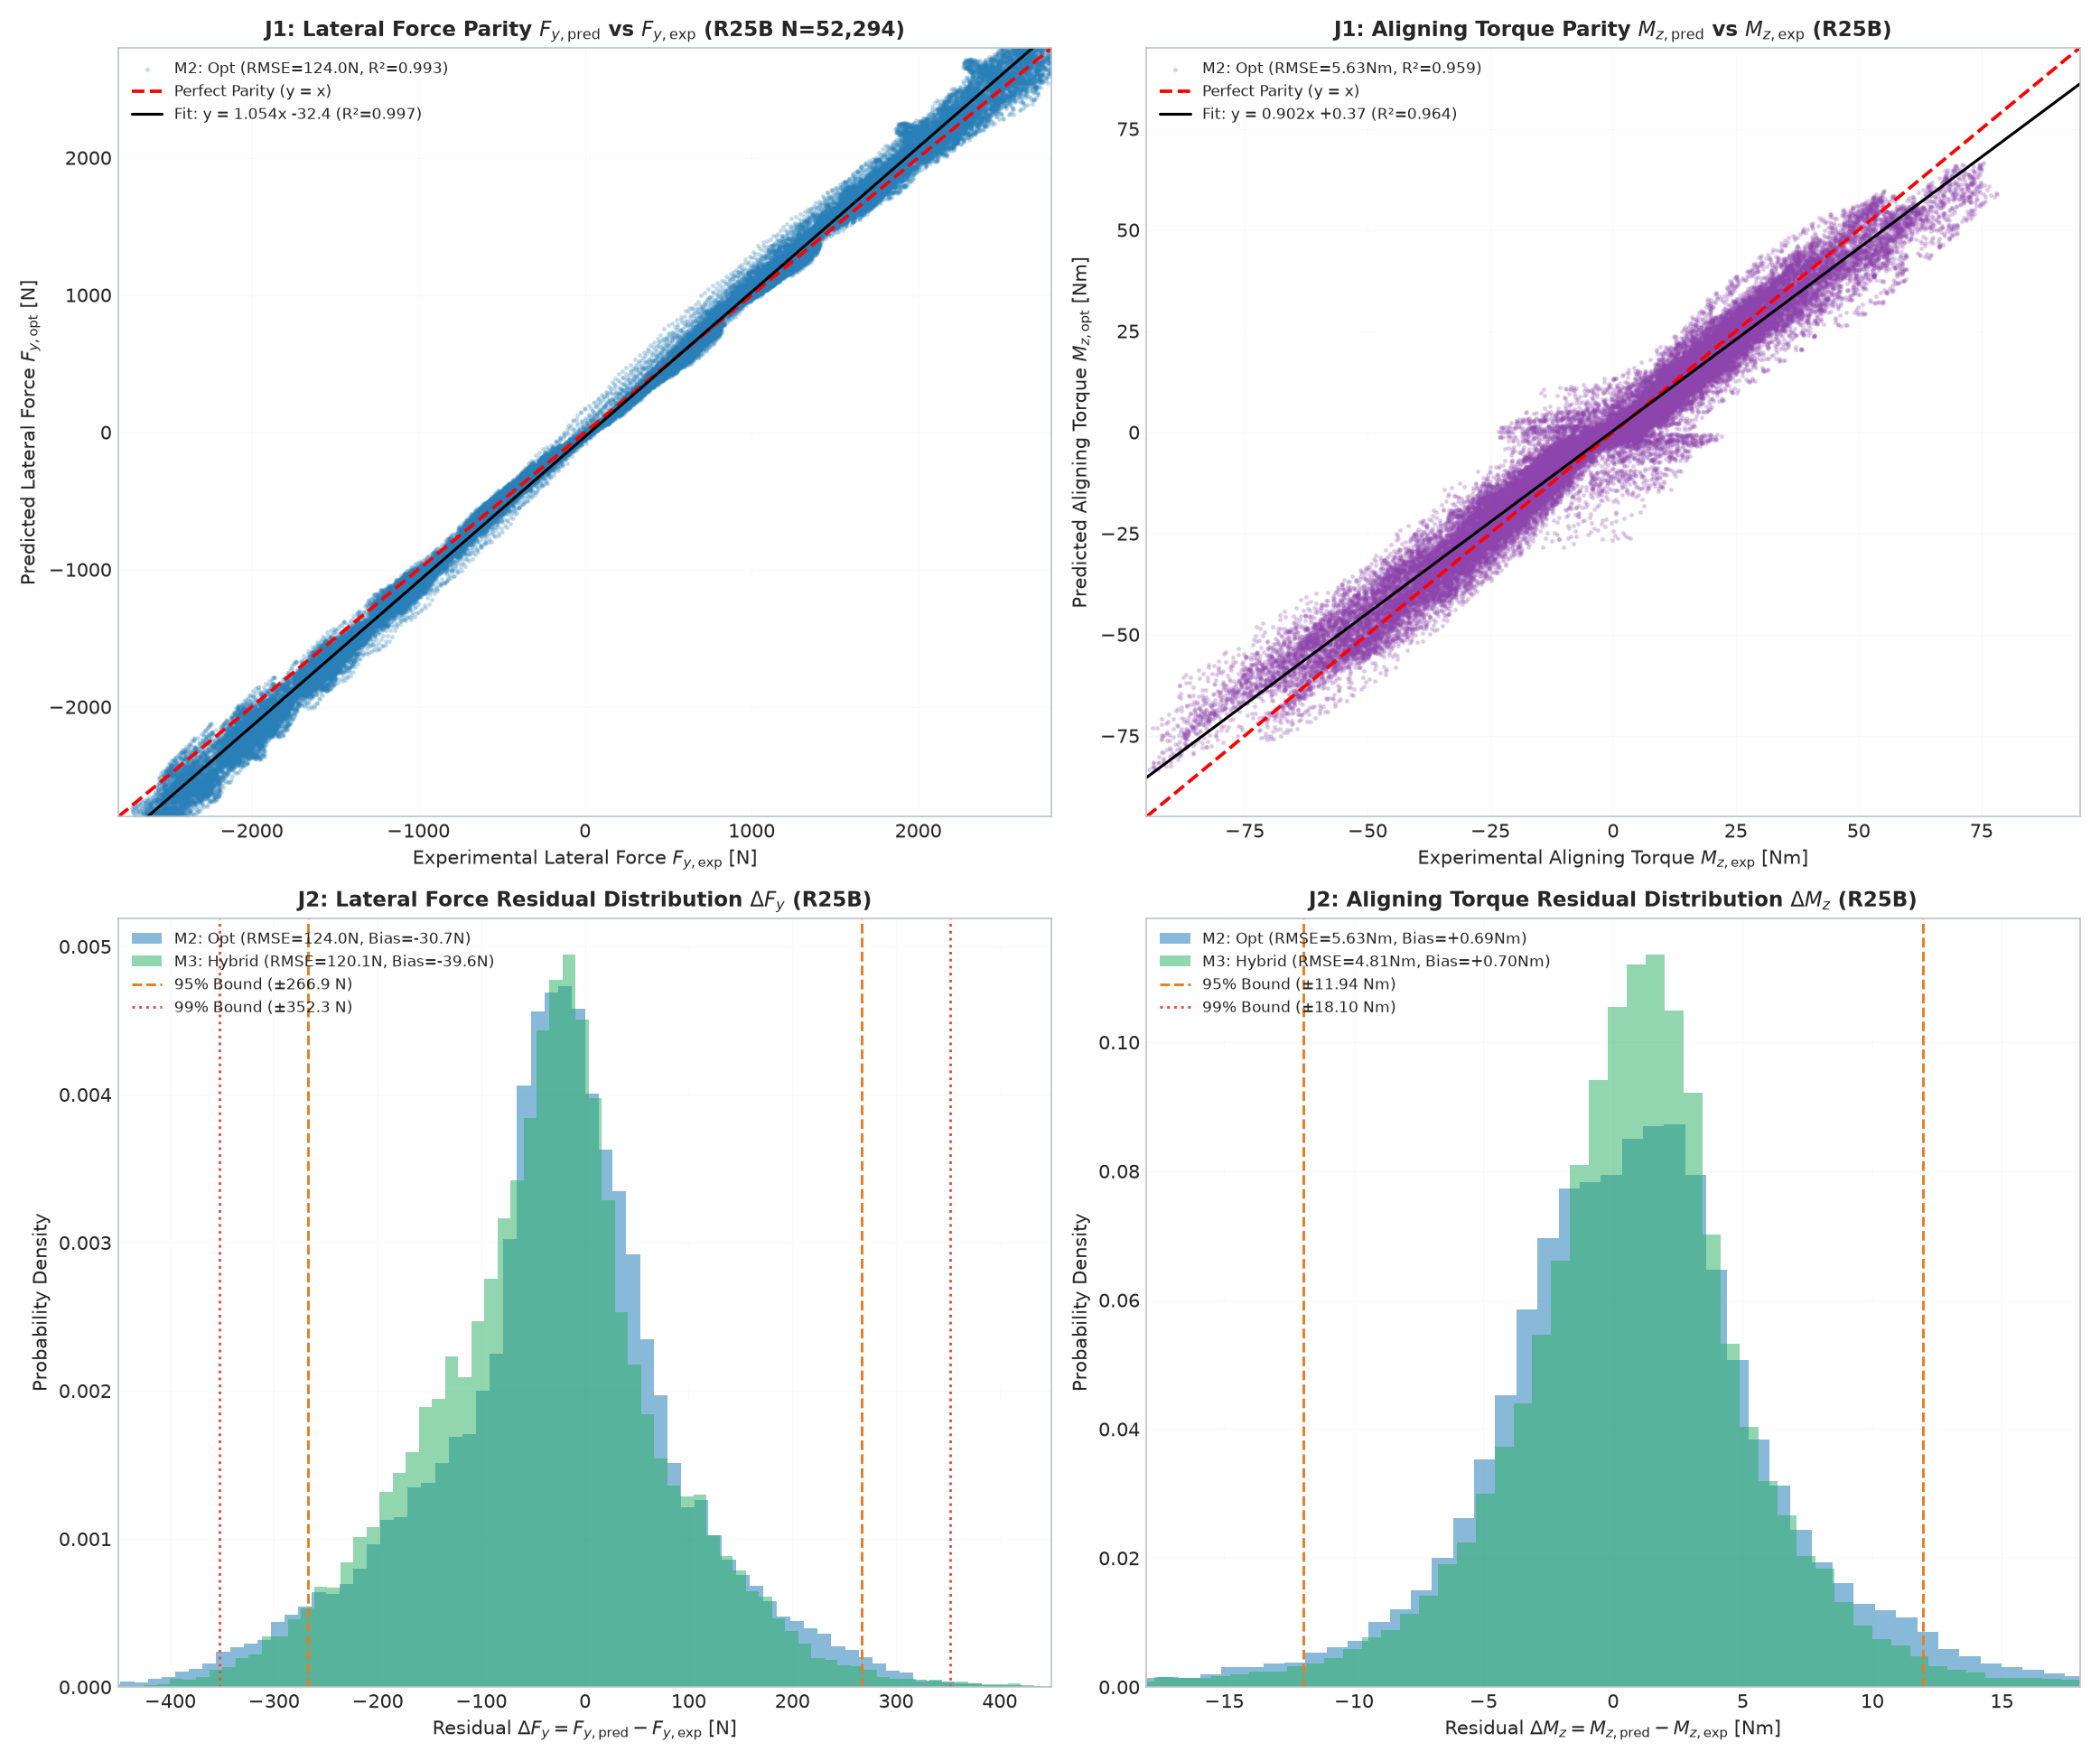 J1: Lateral Force Parity F_y,pred vs F_y,exp (R25B N=52,294)
M2: Opt (RMSE=124.0N, R²=0.993)
Perfect Parity (y = x)
Fit: y = 1.054x -32.4 (R²=0.997)
2000
1000
0
−1000
−2000
Predicted Lateral Force F_y,opt [N]
−2000 −1000 0 1000 2000
Experimental Lateral Force F_y,exp [N]
J1: Aligning Torque Parity M_z,pred vs M_z,exp (R25B)
M2: Opt (RMSE=5.63Nm, R²=0.959)
Perfect Parity (y = x)
Fit: y = 0.902x +0.37 (R²=0.964)
75
50
25
0
−25
−50
−75
Predicted Aligning Torque M_z,opt [Nm]
−75 −50 −25 0 25 50 75
Experimental Aligning Torque M_z,exp [Nm]
J2: Lateral Force Residual Distribution ΔF_y (R25B)
M2: Opt (RMSE=124.0N, Bias=-30.7N)
M3: Hybrid (RMSE=120.1N, Bias=-39.6N)
95% Bound (±266.9 N)
99% Bound (±352.3 N)
0.005
0.004
0.003
0.002
0.001
0.000
Probability Density
−400 −300 −200 −100 0 100 200 300 400
Residual ΔF_y = F_y,pred − F_y,exp [N]
J2: Aligning Torque Residual Distribution ΔM_z (R25B)
M2: Opt (RMSE=5.63Nm, Bias=+0.69Nm)
M3: Hybrid (RMSE=4.81Nm, Bias=+0.70Nm)
95% Bound (±11.94 Nm)
99% Bound (±18.10 Nm)
0.10
0.08
0.06
0.04
0.02
0.00
Probability Density
−15 −10 −5 0 5 10 15
Residual ΔM_z = M_z,pred − M_z,exp [Nm]